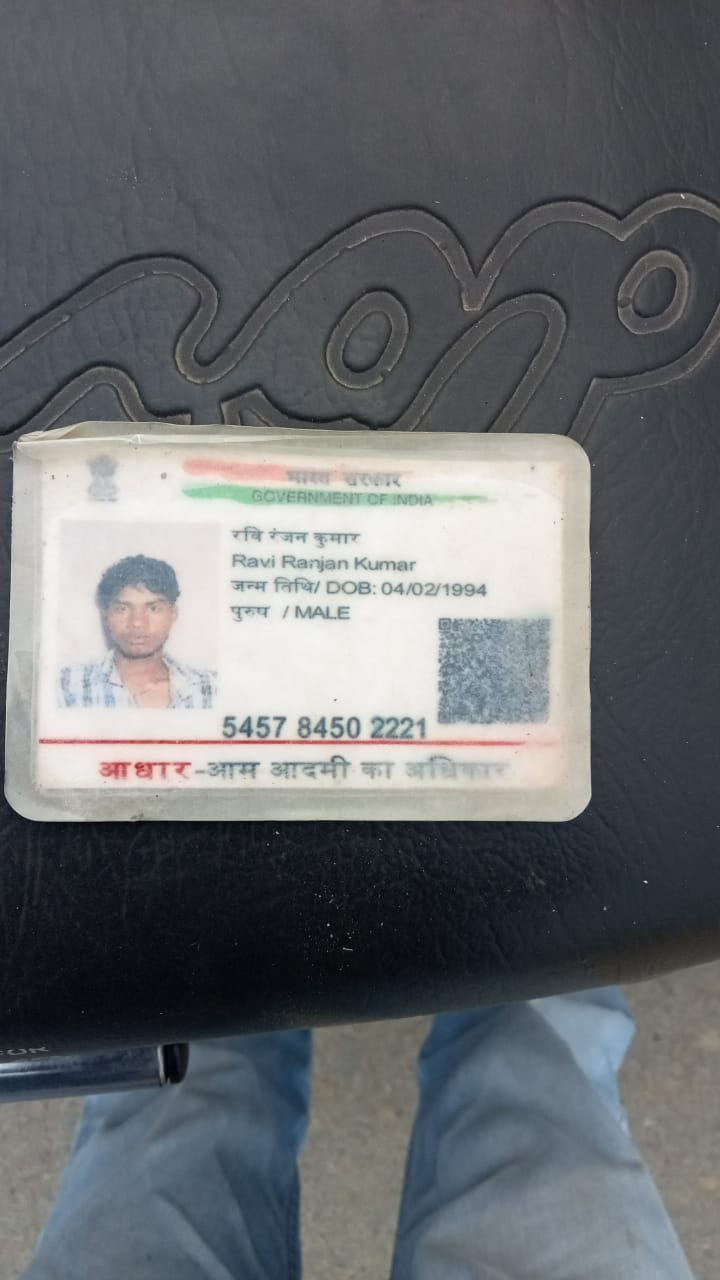 भारत सरकार
GOVERNMENT OF INDIA
रवि रंजन कुमार
Ravi Ranjan Kumar
जन्म तिथि/ DOB: 04/02/1994
पुरुष / MALE
5457 8450 2221
आधार-आम आदमी का अधिकार